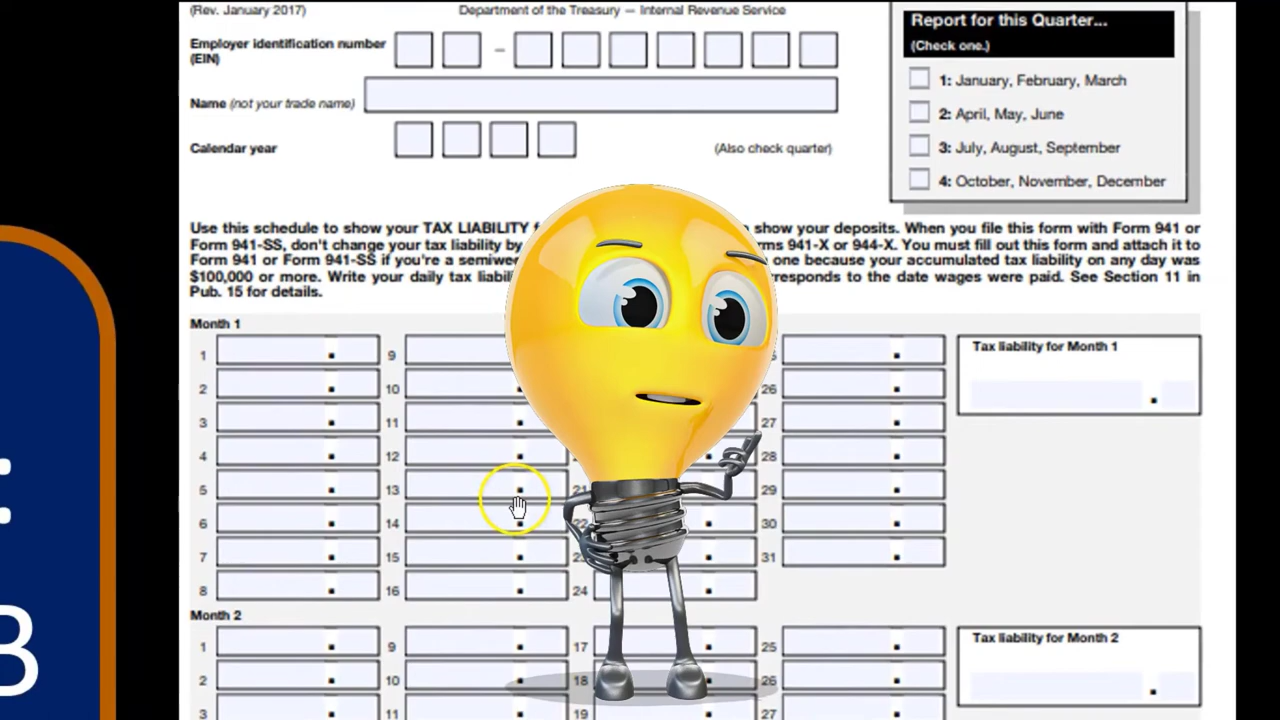 (Rev. January 2017)
Department of the Treasury — Internal Revenue Service
Employer identification number
(EIN)
–
Name (not your trade name)
Calendar year
(Also check quarter)
Report for this Quarter...
(Check one.)
1: January, February, March
2: April, May, June
3: July, August, September
4: October, November, December
Use this schedule to show your TAX LIABILITY show your deposits. When you file this form with Form 941 or
Form 941-SS, don't change your tax liability by 941-X or 944-X. You must fill out this form and attach it to
Form 941 or Form 941-SS if you're a one because your accumulated tax liability on any day was
$100,000 or more. Write your daily tax to the date wages were paid. See Section 11 in
Pub. 15 for details.
Month 1
1 . 9 . Tax liability for Month 1
2 . 10 . 26 . .
3 . 11 . 27 .
4 . 12 . 28 .
5 . 13 . 21 . 29 .
6 . 14 . . 30 .
7 . 15 . . 31 .
8 . 16 . 24 .
Month 2
1 . 9 . 17 . 25 . Tax liability for Month 2
2 . 10 . 18 . 26 . .
3 11 19 27
:
B